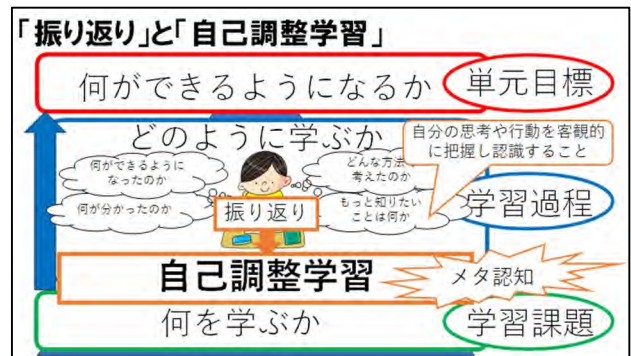 「振り返り」と「自己調整学習」
何ができるようになるか
単元目標
どのように学ぶか
自分の思考や行動を客観的
に把握し認識すること
何ができるように
なったのか
どんな方法で
考えたのか
何が分かったのか
振り返り
もっと知りたい
ことは何か
学習過程
自己調整学習
メタ認知
何を学ぶか
学習課題